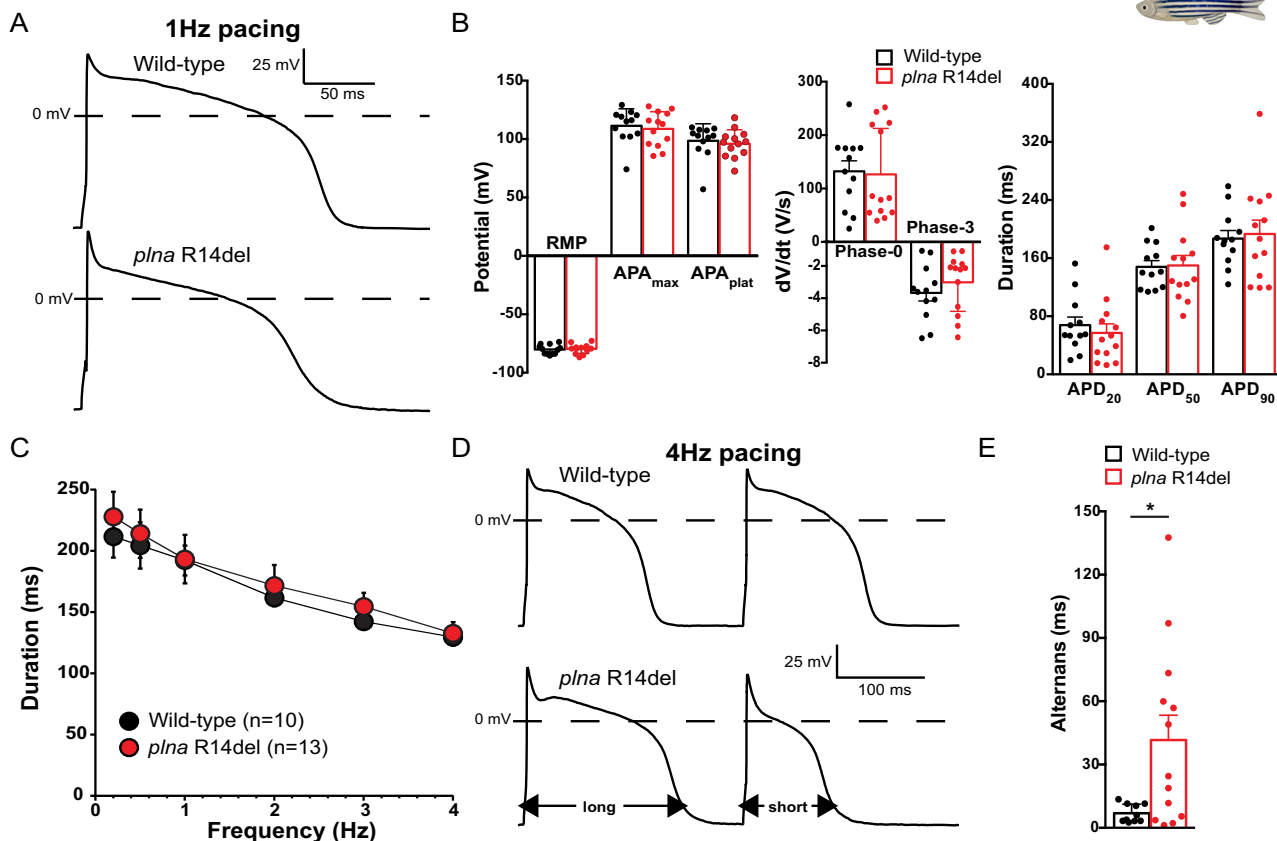 A
1Hz pacing
Wild-type
25 mV
50 ms
0 mV
plna R14del
0 mV
B
Wild-type
plna R14del
Potential (mV)
150
100
50
0
-50
-100
RMP
APAmax
APAplat
dV/dt (V/s)
300
200
100
0
-2
-4
-6
-8
Phase-0
Phase-3
Duration (ms)
400
320
240
160
80
0
APD20
APD50
APD90
C
Duration (ms)
250
200
150
100
50
0
0
1
2
3
4
Frequency (Hz)
Wild-type (n=10)
plna R14del (n=13)
D
4Hz pacing
Wild-type
0 mV
25 mV
100 ms
plna R14del
0 mV
long
short
E
Wild-type
plna R14del
*
Alternans (ms)
150
120
90
60
30
0